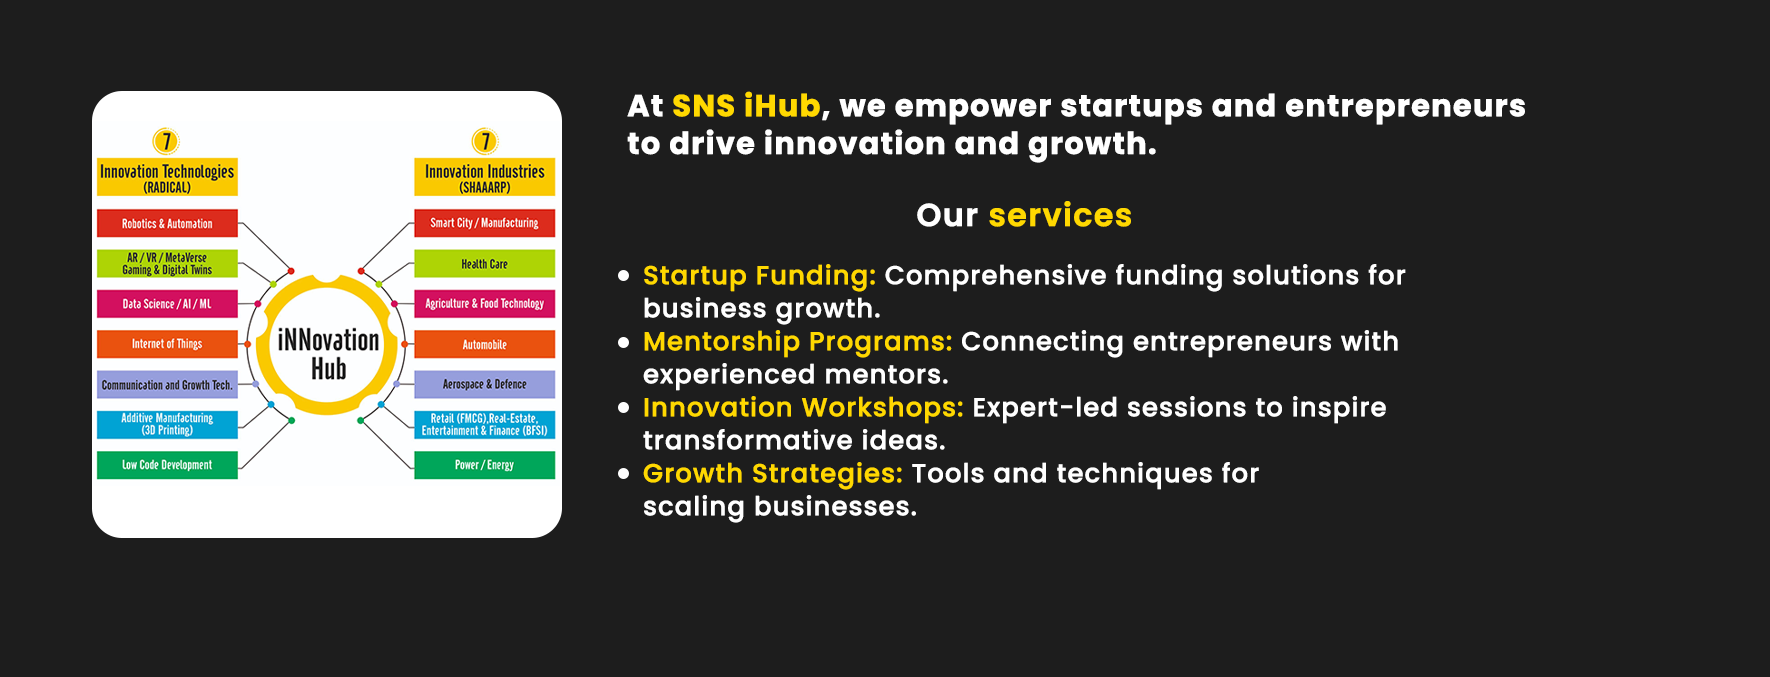 7
Innovation Technologies
(RADICAL)
Robotics & Automation
AR / VR / MetaVerse
Gaming & Digital Twins
Data Science / AI / ML
Internet of Things
Communication and Growth Tech.
Additive Manufacturing
(3D Printing)
Low Code Development
iNNovation
Hub
7
Innovation Industries
(SHAAARP)
Smart City / Manufacturing
Health Care
Agriculture & Food Technology
Automobile
Aerospace & Defence
Retail (FMCG),Real-Estate,
Entertainment & Finance (BFSI)
Power / Energy
At SNS iHub, we empower startups and entrepreneurs
to drive innovation and growth.
Our services
• Startup Funding: Comprehensive funding solutions for
business growth.
• Mentorship Programs: Connecting entrepreneurs with
experienced mentors.
• Innovation Workshops: Expert-led sessions to inspire
transformative ideas.
• Growth Strategies: Tools and techniques for
scaling businesses.